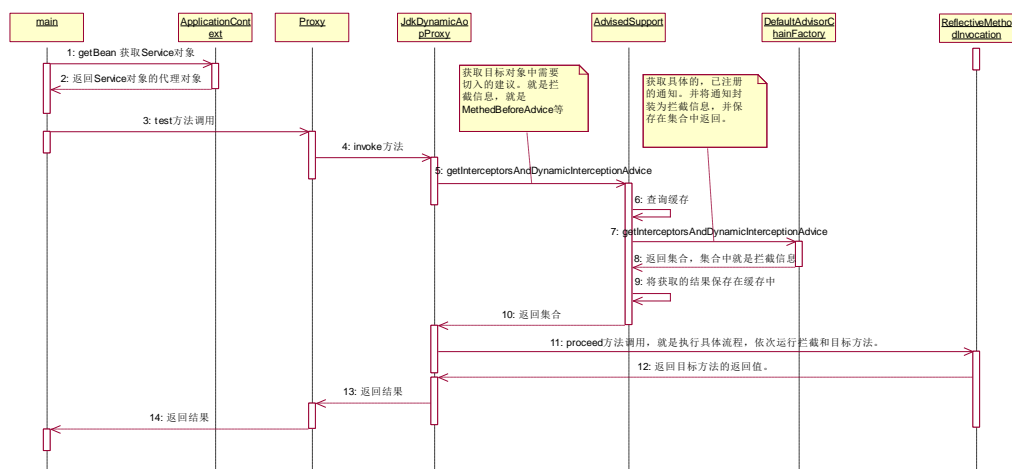 main
ApplicationCont
ext
Proxy
JdkDynamicAo
pProxy
AdvisedSupport
DefaultAdvisorC
hainFactory
ReflectiveMetho
dInvocation
1: getBean 获取Service对象
2: 返回Service对象的代理对象
获取目标对象中需要
切入的建议。就是拦
截信息，就是
MethedBeforeAdvice等
获取具体的，已注册
的通知。并将通知封
装为拦截信息，并保
存在集合中返回。
3: test方法调用
4: invoke方法
5: getInterceptorsAndDynamicInterceptionAdvice
6: 查询缓存
7: getInterceptorsAndDynamicInterceptionAdvice
8: 返回集合，集合中就是拦截信息
9: 将获取的结果保存在缓存中
10: 返回集合
11: proceed方法调用，就是执行具体流程，依次运行拦截和目标方法。
12: 返回目标方法的返回值。
13: 返回结果
14: 返回结果